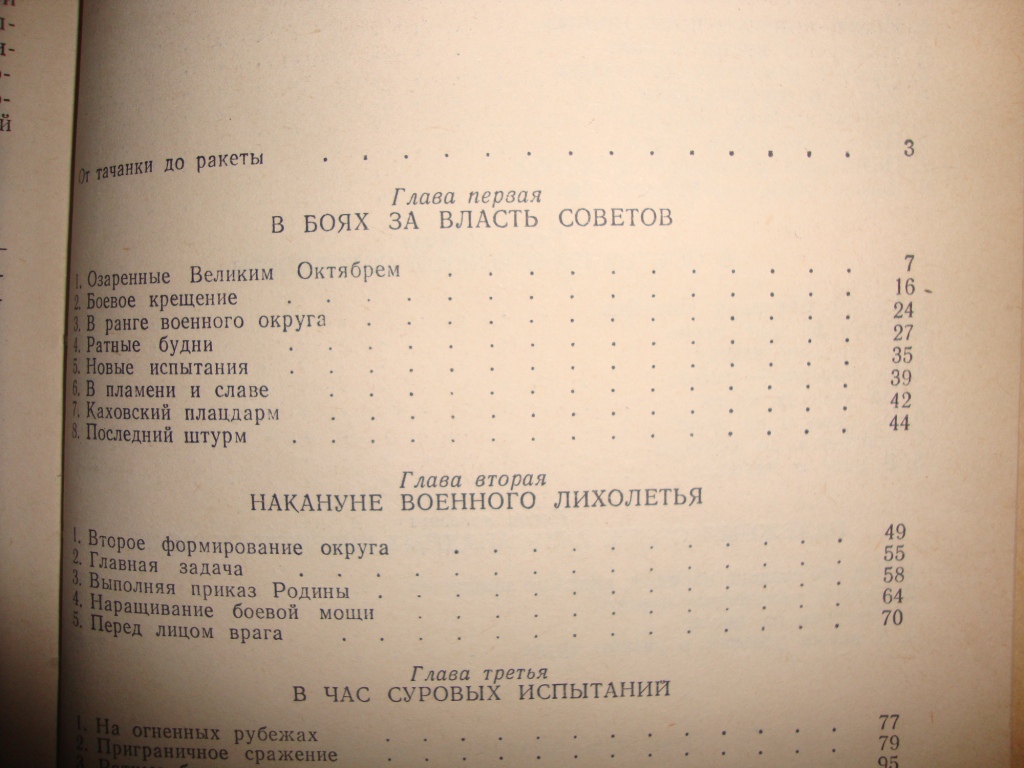 От тачанки до ракеты . . . . . . . . . . . . . . 3
Глава первая
В БОЯХ ЗА ВЛАСТЬ СОВЕТОВ
1. Озаренные Великим Октябрем . . . . . . . . . . 7
2. Боевое крещение . . . . . . . . . . . . . . 16
3. В ранге военного округа . . . . . . . . . . . . 24
4. Ратные будни . . . . . . . . . . . . . . 27
5. Новые испытания . . . . . . . . . . . . . . 35
6. В пламени и славе . . . . . . . . . . . . . 39
7. Каховский плацдарм . . . . . . . . . . . . . 42
8. Последний штурм . . . . . . . . . . . . . . 44
Глава вторая
НАКАНУНЕ ВОЕННОГО ЛИХОЛЕТЬЯ
1. Второе формирование округа . . . . . . . . . . 49
2. Главная задача . . . . . . . . . . . . . . 55
3. Выполняя приказ Родины . . . . . . . . . . . . 58
4. Наращивание боевой мощи . . . . . . . . . . . 64
5. Перед лицом врага . . . . . . . . . . . . . 70
Глава третья
В ЧАС СУРОВЫХ ИСПЫТАНИЙ
1. На огненных рубежах . . . . . . . . . . . . 77
2. Приграничное сражение . . . . . . . . . . . . 79
3. 95